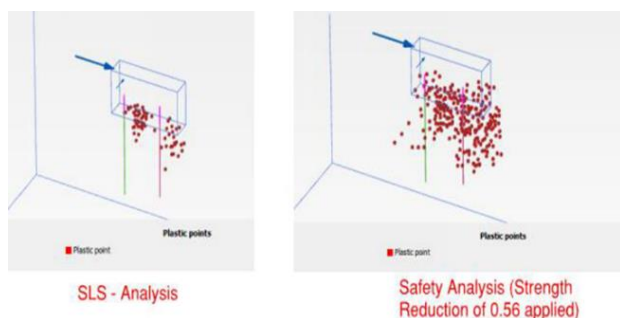 Plastic points
Plastic point
SLS - Analysis
Plastic points
Plastic point
Safety Analysis (Strength
Reduction of 0.56 applied)